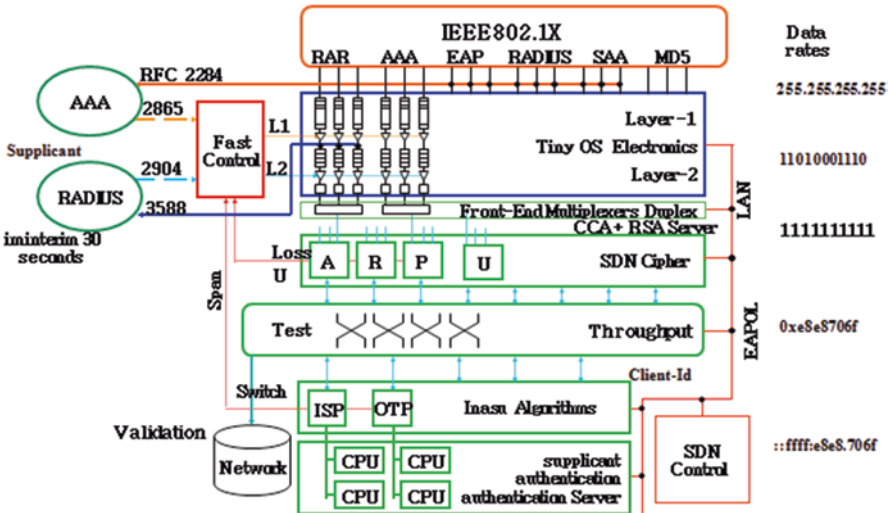 IEEE802.1X
RAR AAA EAP RADIUS SAA MD5
Data
rates
RFC 2284
AAA
2865
Supplicant
Fast
Control
L1
L2
2904
RADIUS
3588
iminterim 30
seconds
Layer-1
Tiny OS Electronics
Layer-2
Front-End Multiplexers Duplex
CCA+ RSA Server
Loss
U
A R P U
SDN Cipher
LAN
Span
Test
Throughput
EAPOL
Client-Id
Switch
ISP OTP
Inasu Algorithms
Validation
Network
CPU CPU
CPU CPU
supplicant
authentication
authentication Server
SDN
Control
255.255.255.255
11010001110
1111111111
0xe8e8706f
::ffff:e8e8.706f